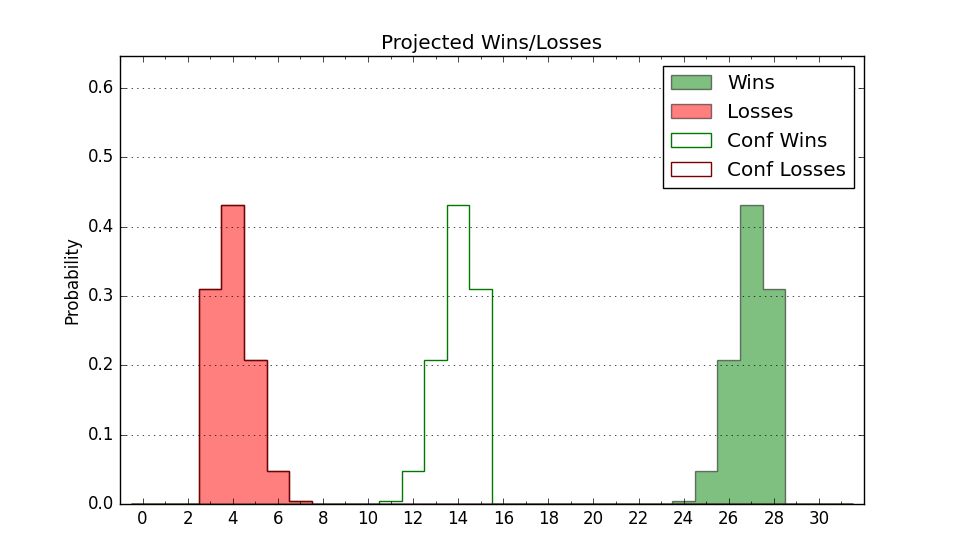 Projected Wins/Losses
Wins
Losses
Conf Wins
Conf Losses
Probability
0.6
0.5
0.4
0.3
0.2
0.1
0.0
0 2 4 6 8 10 12 14 16 18 20 22 24 26 28 30